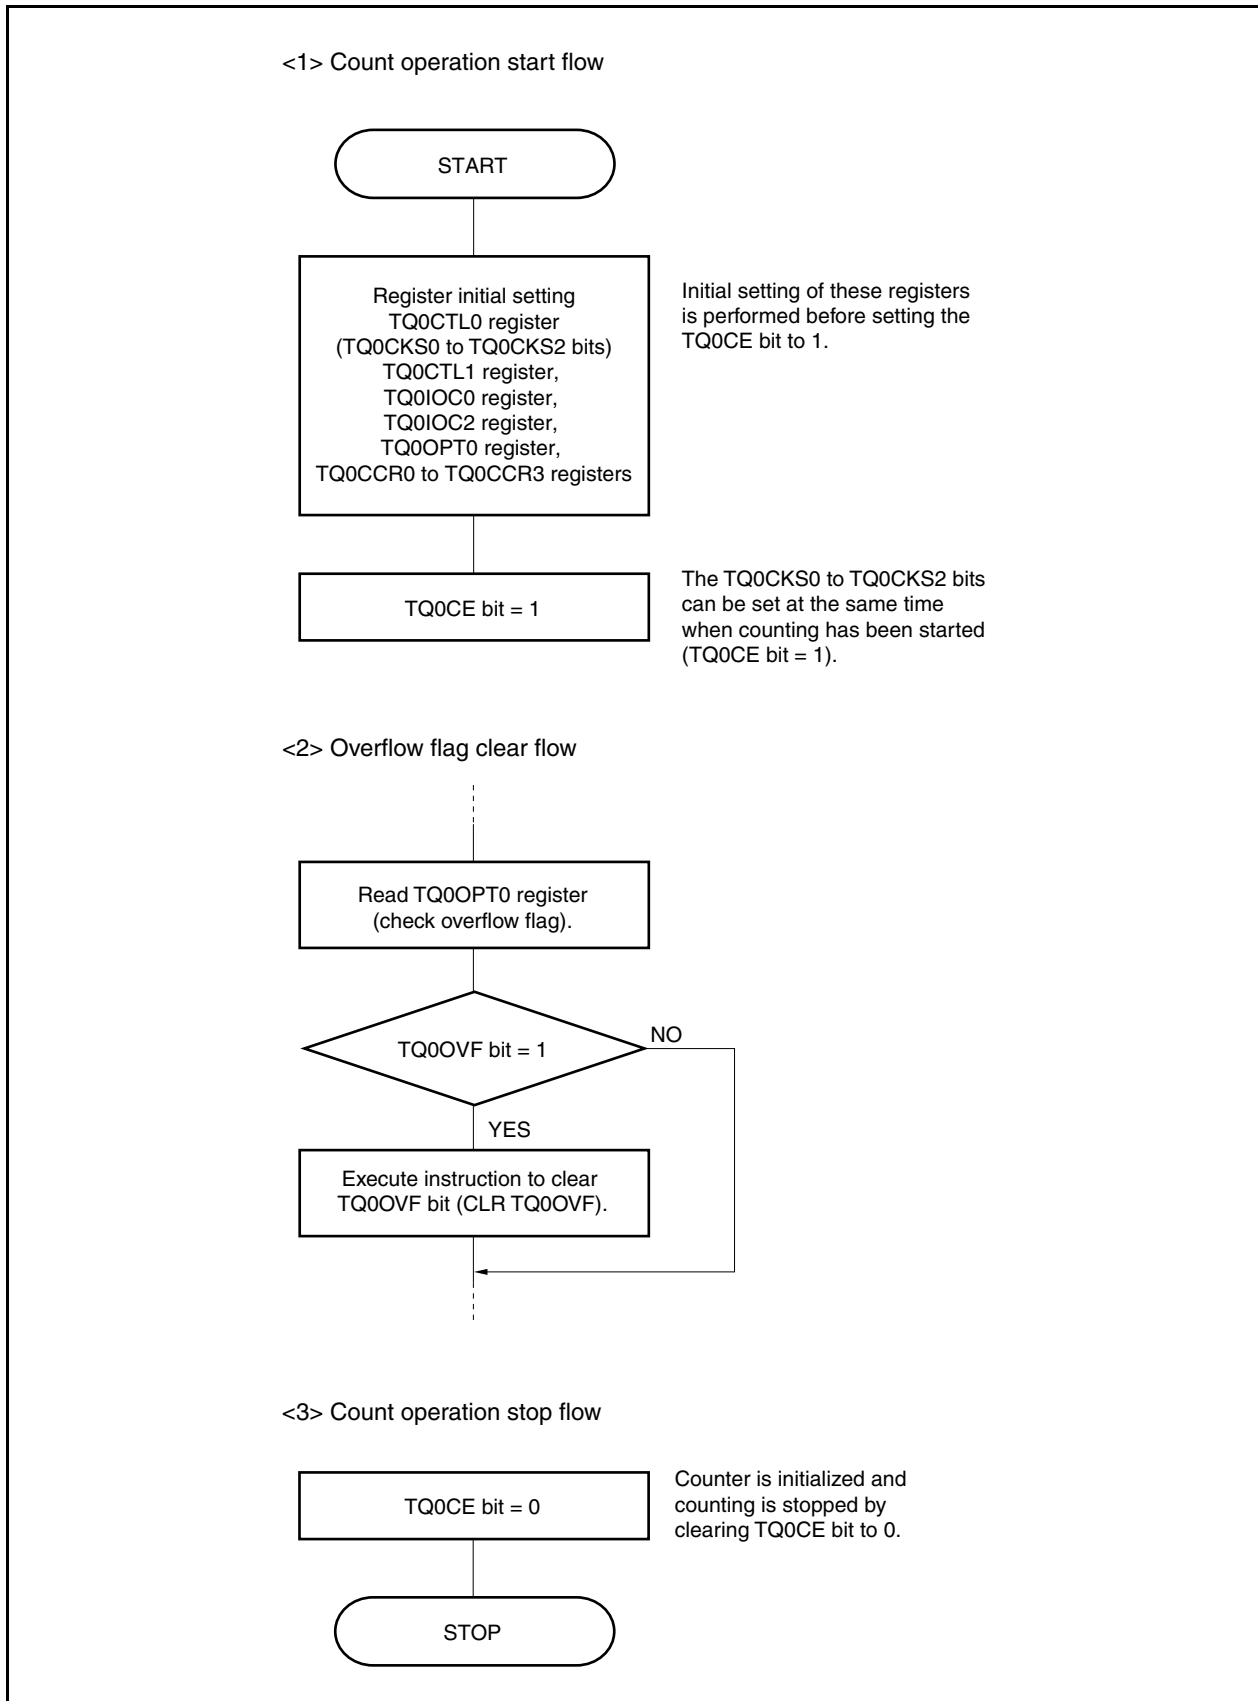 <1> Count operation start flow
START
Register initial setting
TQ0CTL0 register
(TQ0CKS0 to TQ0CKS2 bits)
TQ0CTL1 register,
TQ0IOC0 register,
TQ0IOC2 register,
TQ0OPT0 register,
TQ0CCR0 to TQ0CCR3 registers
Initial setting of these registers
is performed before setting the
TQ0CE bit to 1.
TQ0CE bit = 1
The TQ0CKS0 to TQ0CKS2 bits
can be set at the same time
when counting has been started
(TQ0CE bit = 1).
<2> Overflow flag clear flow
Read TQ0OPT0 register
(check overflow flag).
TQ0OVF bit = 1
NO
YES
Execute instruction to clear
TQ0OVF bit (CLR TQ0OVF).
<3> Count operation stop flow
TQ0CE bit = 0
Counter is initialized and
counting is stopped by
clearing TQ0CE bit to 0.
STOP